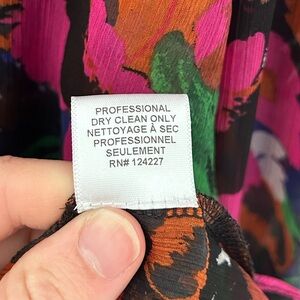 PROFESSIONAL
DRY CLEAN ONLY
NETTOYAGE À SEC
PROFESSIONNEL
SEULEMENT
RN# 124227